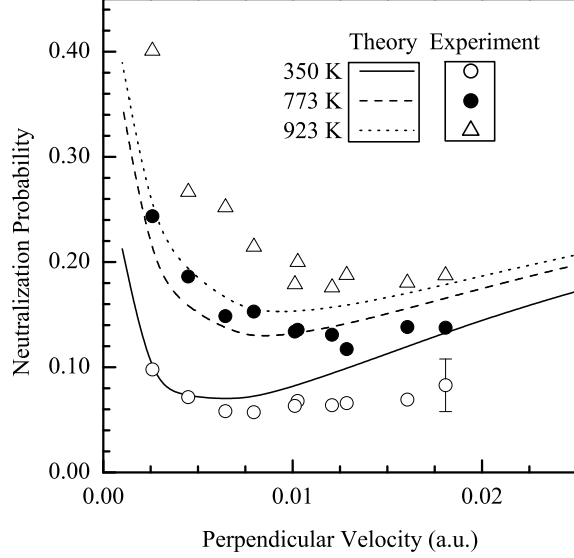 0.40
0.30
0.20
0.10
0.00
Neutralization Probability
Theory Experiment
350 K
773 K
923 K
0.00 0.01 0.02
Perpendicular Velocity (a.u.)